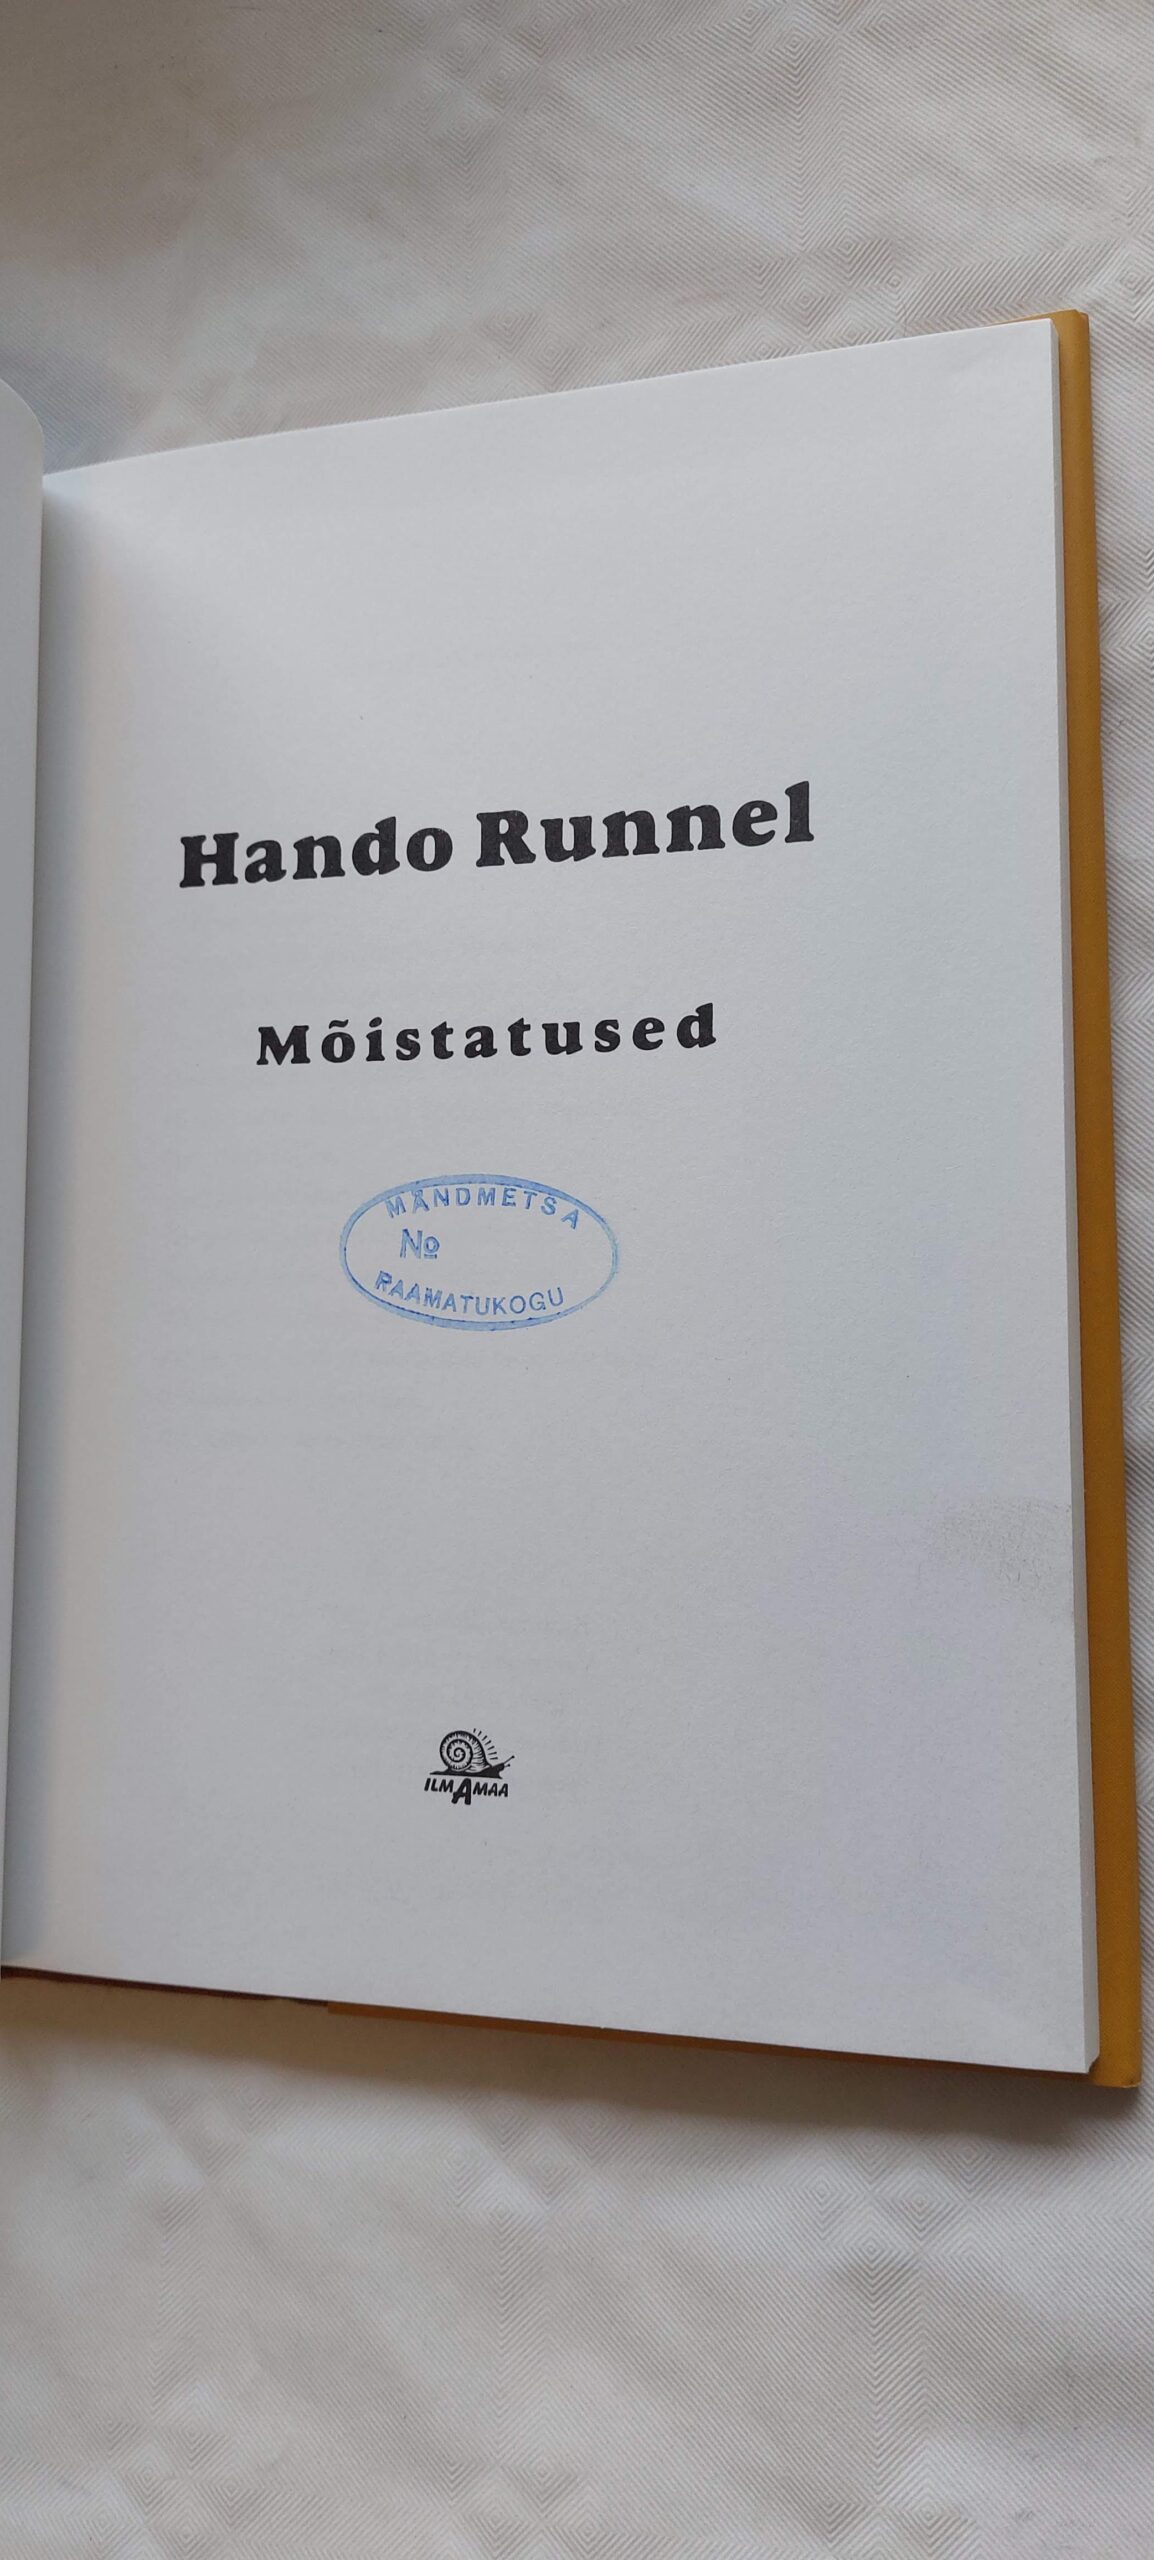 Hando Runnel
Mõistatused
MÄNDMETSA
№
RAAMATUKOGU
ILMAMAA